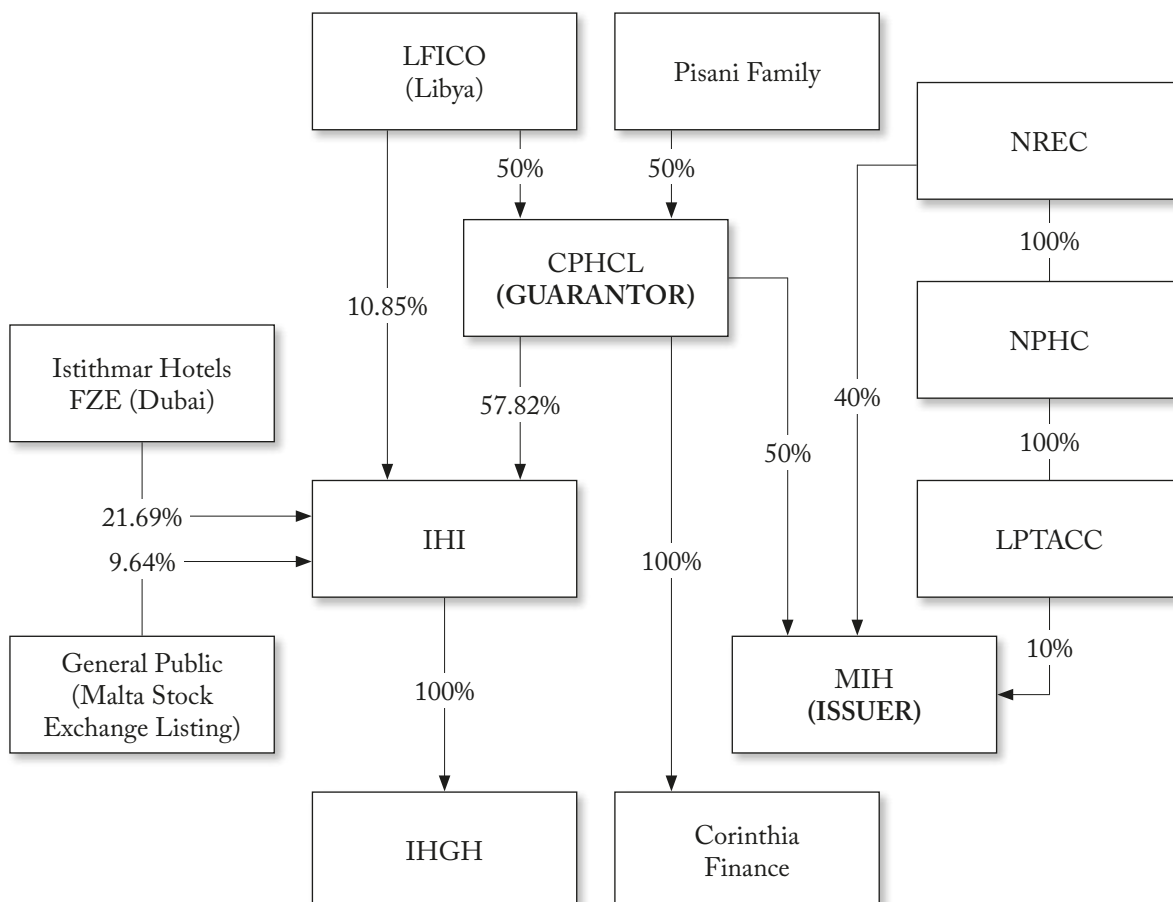 LFICO
(Libya)
Pisani Family
NREC
50%
50%
100%
CPHCL
(GUARANTOR)
10.85%
NPHC
Istithmar Hotels
FZE (Dubai)
57.82%
40%
100%
50%
21.69%
IHI
LPTACC
9.64%
100%
General Public
(Malta Stock
Exchange Listing)
100%
MIH
(ISSUER)
10%
IHGH
Corinthia
Finance